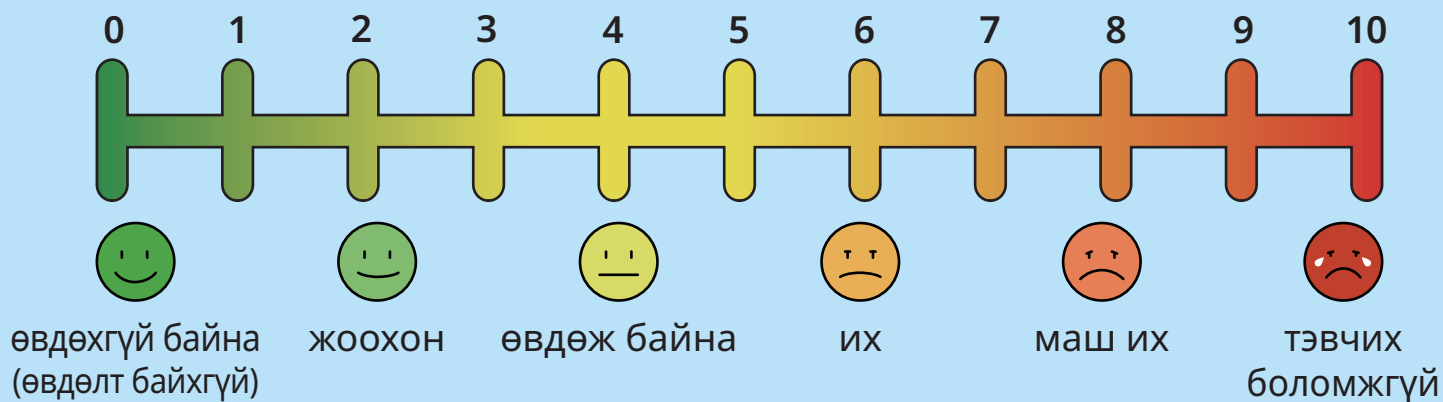 0 1 2 3 4 5 6 7 8 9 10
өвдөхгүй байна жоохон өвдөж байна их маш их тэвчих
(өвдөлт байхгүй) боломжгүй